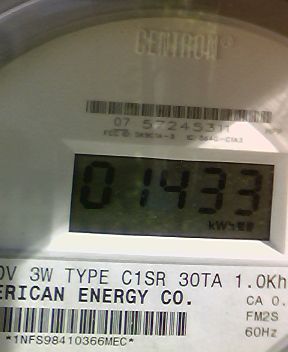 CENTRON®
07 57245311
01433
kWh
0V 3W TYPE C1SR 30TA 1.0Kh
ERICAN ENERGY CO.
CA 0.
FM2S
60Hz
*1NFS98410366MEC*